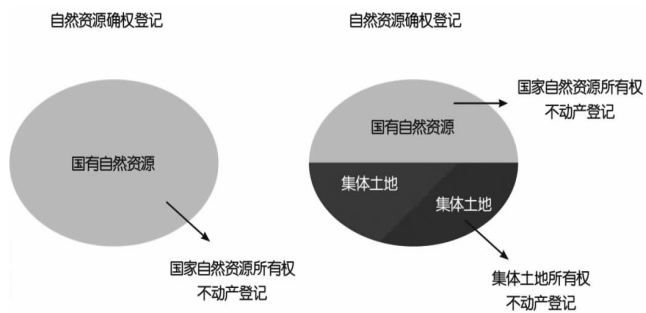 自然资源确权登记
国有自然资源
国家自然资源所有权
不动产登记
自然资源确权登记
国有自然资源
国家自然资源所有权
不动产登记
集体土地
集体土地
集体土地所有权
不动产登记